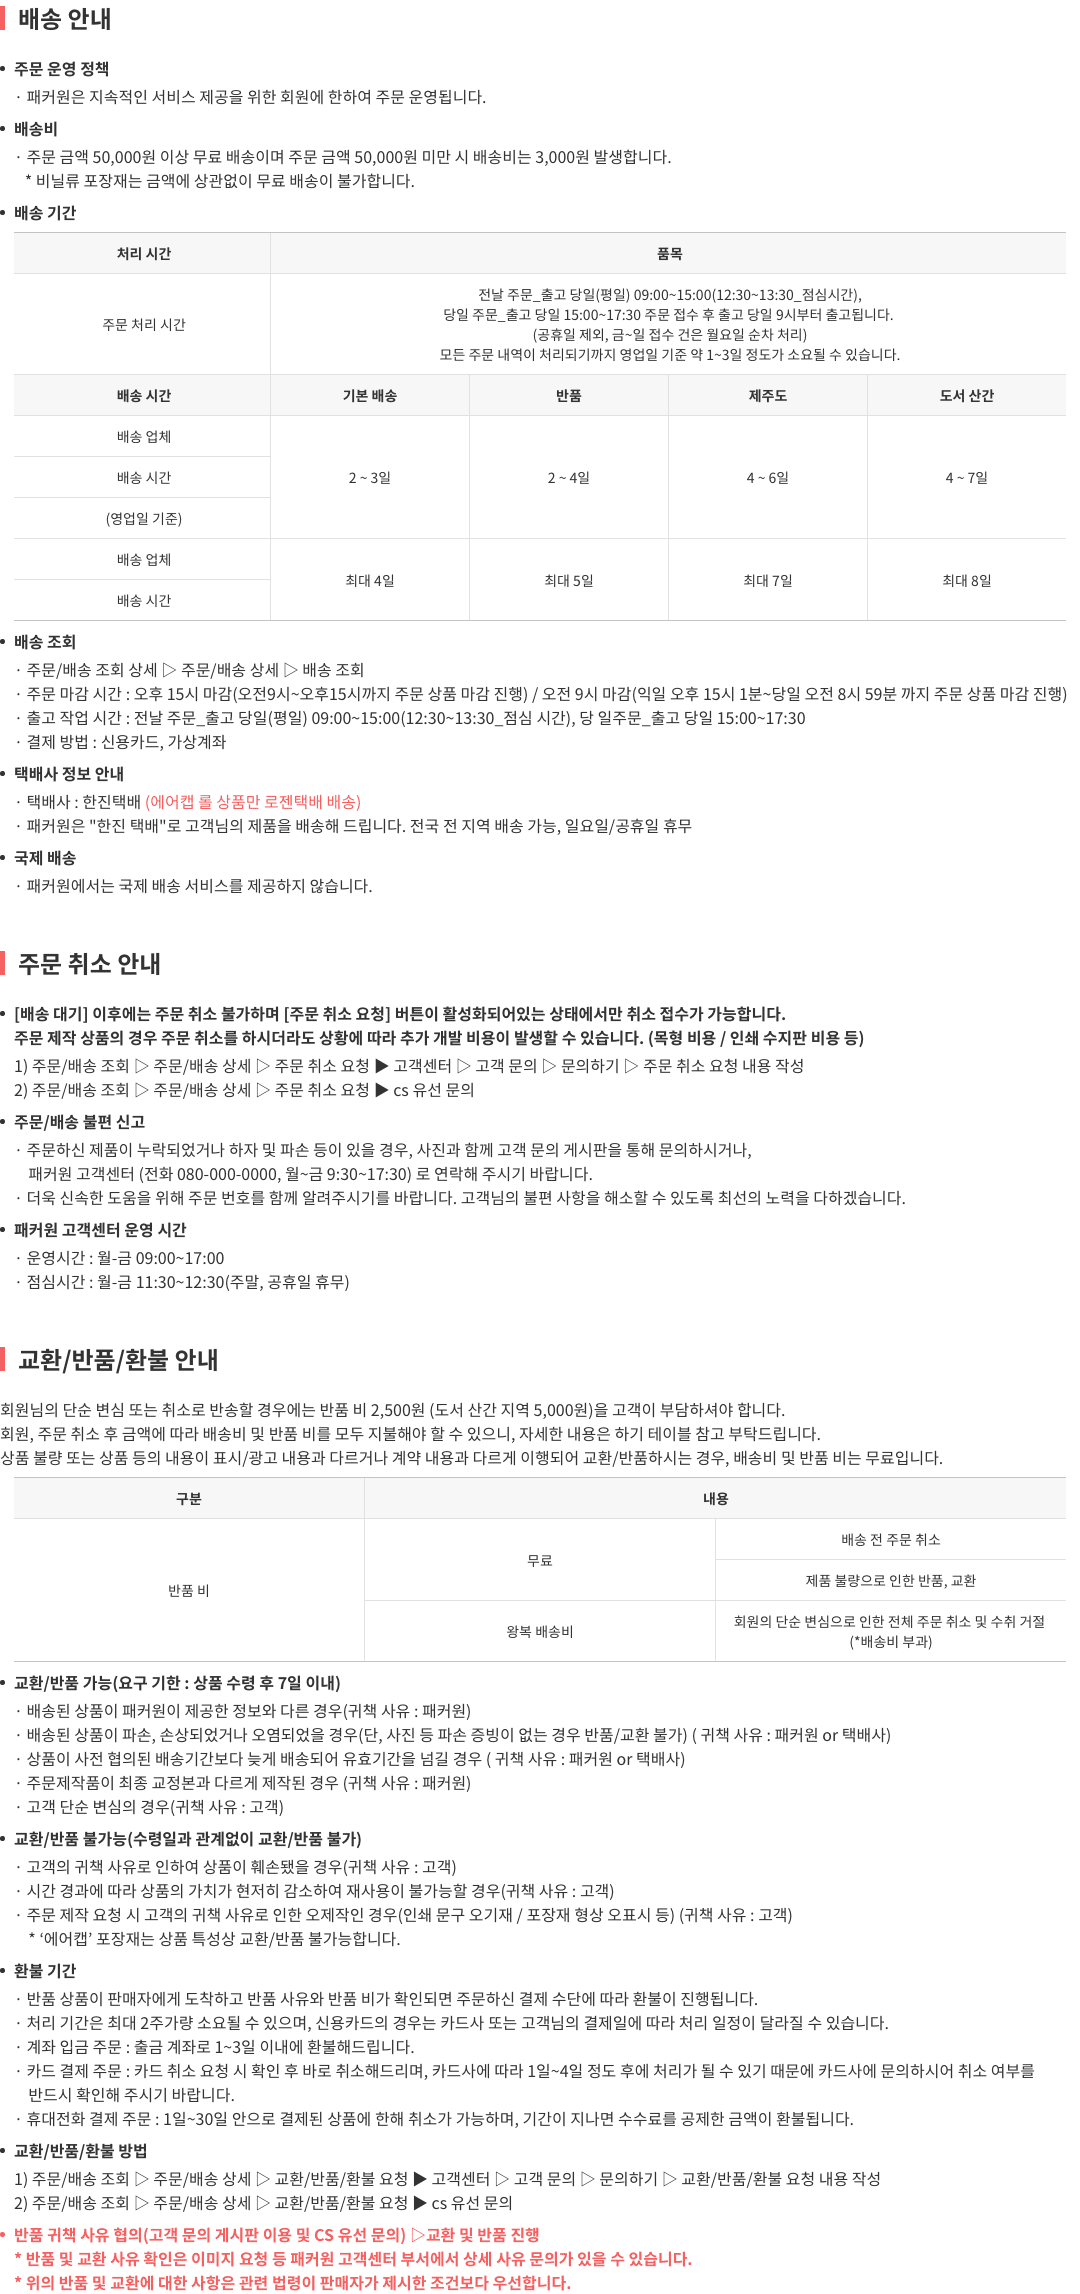 배송 안내
• 주문 운영 정책
· 패커원은 지속적인 서비스 제공을 위한 회원에 한하여 주문 운영됩니다.
• 배송비
· 주문 금액 50,000원 이상 무료 배송이며 주문 금액 50,000원 미만 시 배송비는 3,000원 발생합니다.
* 비닐류 포장재는 금액에 상관없이 무료 배송이 불가합니다.
• 배송 기간
처리 시간 품목
주문 처리 시간
전날 주문_출고 당일(평일) 09:00~15:00(12:30~13:30_점심시간),
당일 주문_출고 당일 15:00~17:30 주문 접수 후 출고 당일 9시부터 출고됩니다.
(공휴일 제외, 금~일 접수 건은 월요일 순차 처리)
모든 주문 내역이 처리되기까지 영업일 기준 약 1~3일 정도가 소요될 수 있습니다.
배송 시간 기본 배송 반품 제주도 도서 산간
배송 업체
배송 시간 2 ~ 3일 2 ~ 4일 4 ~ 6일 4 ~ 7일
(영업일 기준)
배송 업체
최대 4일 최대 5일 최대 7일 최대 8일
배송 시간
• 배송 조회
· 주문/배송 조회 상세 ▷ 주문/배송 상세 ▷ 배송 조회
· 주문 마감 시간 : 오후 15시 마감(오전9시~오후15시까지 주문 상품 마감 진행) / 오전 9시 마감(익일 오후 15시 1분~당일 오전 8시 59분 까지 주문 상품 마감 진행)
· 출고 작업 시간 : 전날 주문_출고 당일(평일) 09:00~15:00(12:30~13:30_점심 시간), 당 일주문_출고 당일 15:00~17:30
· 결제 방법 : 신용카드, 가상계좌
• 택배사 정보 안내
· 택배사 : 한진택배 (에어캡 롤 상품만 로젠택배 배송)
· 패커원은 "한진 택배"로 고객님의 제품을 배송해 드립니다. 전국 전 지역 배송 가능, 일요일/공휴일 휴무
• 국제 배송
· 패커원에서는 국제 배송 서비스를 제공하지 않습니다.
주문 취소 안내
• [배송 대기] 이후에는 주문 취소 불가하며 [주문 취소 요청] 버튼이 활성화되어있는 상태에서만 취소 접수가 가능합니다.
주문 제작 상품의 경우 주문 취소를 하시더라도 상황에 따라 추가 개발 비용이 발생할 수 있습니다. (목형 비용 / 인쇄 수지판 비용 등)
1) 주문/배송 조회 ▷ 주문/배송 상세 ▷ 주문 취소 요청 ▶ 고객센터 ▷ 고객 문의 ▷ 문의하기 ▷ 주문 취소 요청 내용 작성
2) 주문/배송 조회 ▷ 주문/배송 상세 ▷ 주문 취소 요청 ▶ cs 유선 문의
• 주문/배송 불편 신고
· 주문하신 제품이 누락되었거나 하자 및 파손 등이 있을 경우, 사진과 함께 고객 문의 게시판을 통해 문의하시거나,
패커원 고객센터 (전화 080-000-0000, 월~금 9:30~17:30) 로 연락해 주시기 바랍니다.
· 더욱 신속한 도움을 위해 주문 번호를 함께 알려주시기를 바랍니다. 고객님의 불편 사항을 해소할 수 있도록 최선의 노력을 다하겠습니다.
• 패커원 고객센터 운영 시간
· 운영시간 : 월-금 09:00~17:00
· 점심시간 : 월-금 11:30~12:30(주말, 공휴일 휴무)
교환/반품/환불 안내
회원님의 단순 변심 또는 취소로 반송할 경우에는 반품 비 2,500원 (도서 산간 지역 5,000원)을 고객이 부담하셔야 합니다.
회원, 주문 취소 후 금액에 따라 배송비 및 반품 비를 모두 지불해야 할 수 있으니, 자세한 내용은 하기 테이블 참고 부탁드립니다.
상품 불량 또는 상품 등의 내용이 표시/광고 내용과 다르거나 계약 내용과 다르게 이행되어 교환/반품하시는 경우, 배송비 및 반품 비는 무료입니다.
구분 내용
반품 비
무료
배송 전 주문 취소
제품 불량으로 인한 반품, 교환
왕복 배송비
회원의 단순 변심으로 인한 전체 주문 취소 및 수취 거절
(*배송비 부과)
• 교환/반품 가능(요구 기한 : 상품 수령 후 7일 이내)
· 배송된 상품이 패커원이 제공한 정보와 다른 경우(귀책 사유 : 패커원)
· 배송된 상품이 파손, 손상되었거나 오염되었을 경우(단, 사진 등 파손 증빙이 없는 경우 반품/교환 불가) ( 귀책 사유 : 패커원 or 택배사)
· 상품이 사전 협의된 배송기간보다 늦게 배송되어 유효기간을 넘길 경우 ( 귀책 사유 : 패커원 or 택배사)
· 주문제작품이 최종 교정본과 다르게 제작된 경우 (귀책 사유 : 패커원)
· 고객 단순 변심의 경우(귀책 사유 : 고객)
• 교환/반품 불가능(수령일과 관계없이 교환/반품 불가)
· 고객의 귀책 사유로 인하여 상품이 훼손됐을 경우(귀책 사유 : 고객)
· 시간 경과에 따라 상품의 가치가 현저히 감소하여 재사용이 불가능할 경우(귀책 사유 : 고객)
· 주문 제작 요청 시 고객의 귀책 사유로 인한 오제작인 경우(인쇄 문구 오기재 / 포장재 형상 오표시 등) (귀책 사유 : 고객)
* ‘에어캡’ 포장재는 상품 특성상 교환/반품 불가능합니다.
• 환불 기간
· 반품 상품이 판매자에게 도착하고 반품 사유와 반품 비가 확인되면 주문하신 결제 수단에 따라 환불이 진행됩니다.
· 처리 기간은 최대 2주가량 소요될 수 있으며, 신용카드의 경우는 카드사 또는 고객님의 결제일에 따라 처리 일정이 달라질 수 있습니다.
· 계좌 입금 주문 : 출금 계좌로 1~3일 이내에 환불해드립니다.
· 카드 결제 주문 : 카드 취소 요청 시 확인 후 바로 취소해드리며, 카드사에 따라 1일~4일 정도 후에 처리가 될 수 있기 때문에 카드사에 문의하시어 취소 여부를
반드시 확인해 주시기 바랍니다.
· 휴대전화 결제 주문 : 1일~30일 안으로 결제된 상품에 한해 취소가 가능하며, 기간이 지나면 수수료를 공제한 금액이 환불됩니다.
• 교환/반품/환불 방법
1) 주문/배송 조회 ▷ 주문/배송 상세 ▷ 교환/반품/환불 요청 ▶ 고객센터 ▷ 고객 문의 ▷ 문의하기 ▷ 교환/반품/환불 요청 내용 작성
2) 주문/배송 조회 ▷ 주문/배송 상세 ▷ 교환/반품/환불 요청 ▶ cs 유선 문의
• 반품 귀책 사유 협의(고객 문의 게시판 이용 및 CS 유선 문의) ▷교환 및 반품 진행
* 반품 및 교환 사유 확인은 이미지 요청 등 패커원 고객센터 부서에서 상세 사유 문의가 있을 수 있습니다.
* 위의 반품 및 교환에 대한 사항은 관련 법령이 판매자가 제시한 조건보다 우선합니다.